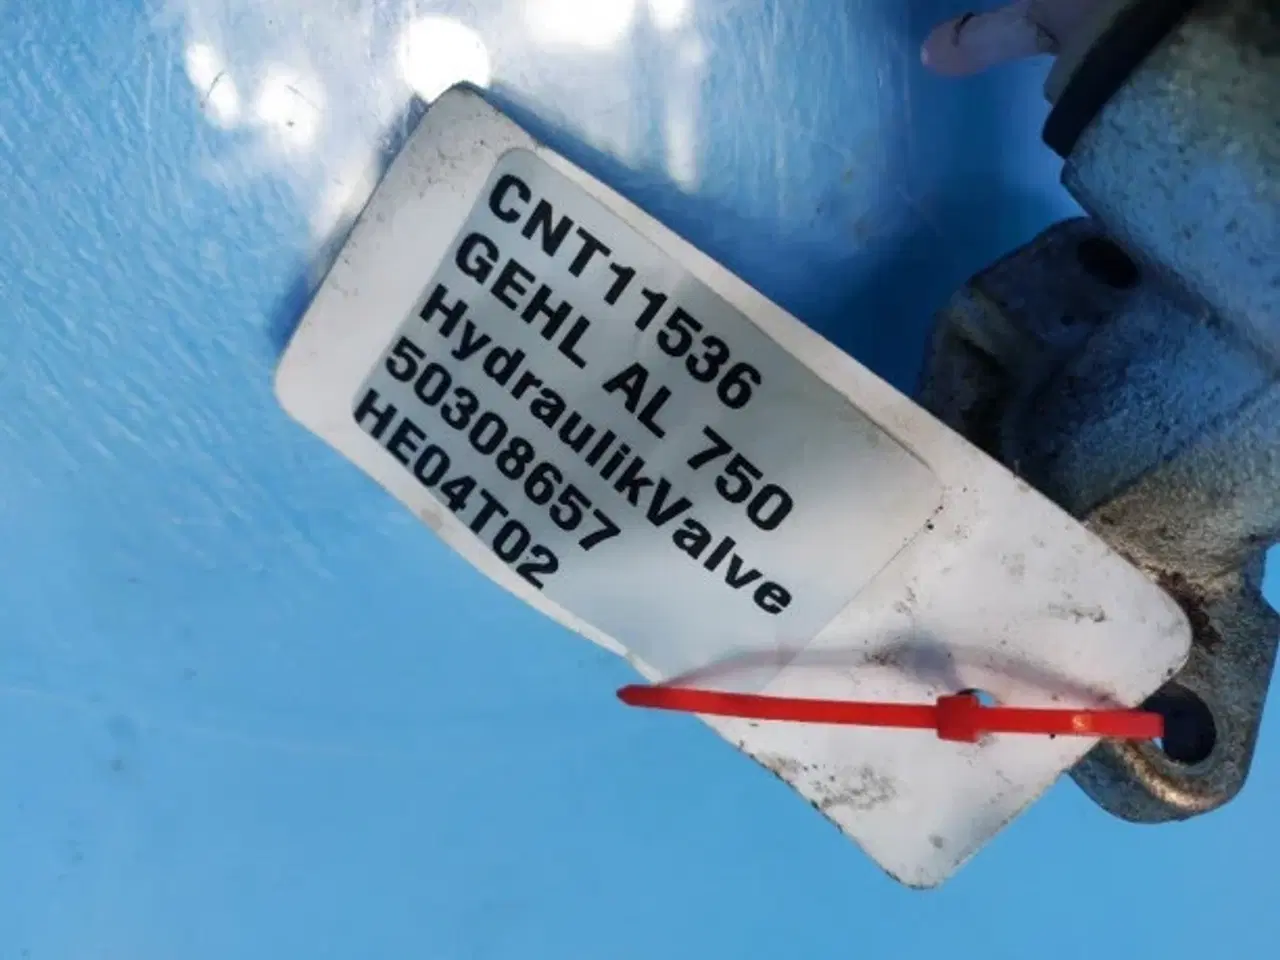 CNT11536
GEHL AL 750
HydraulikValve
50308657
HE04T02